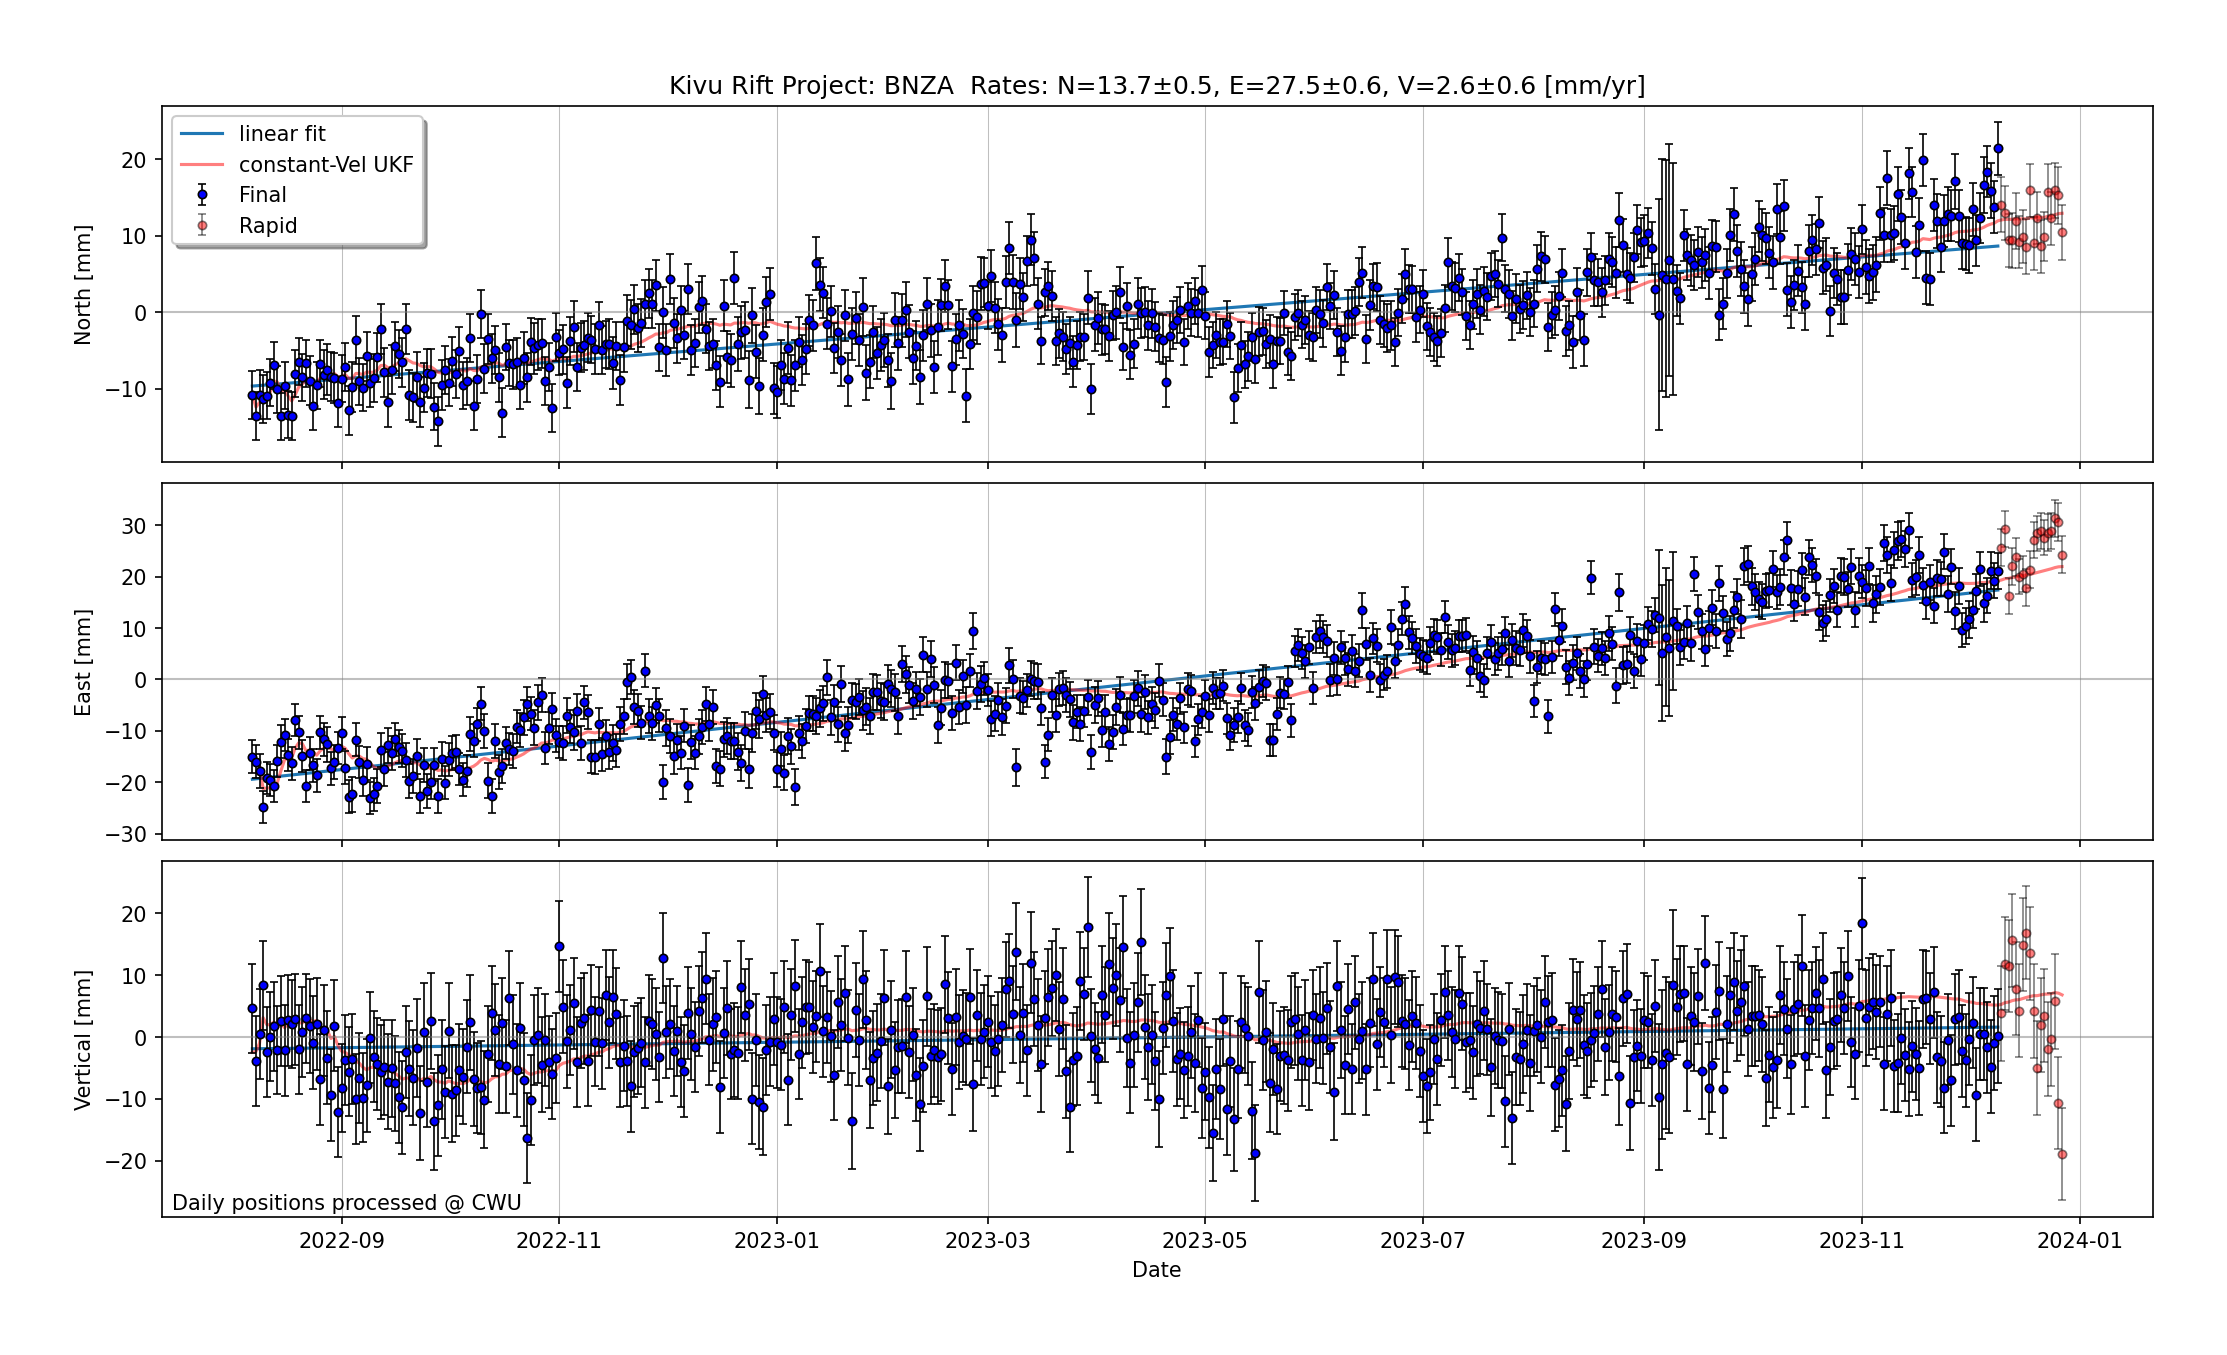 Kivu Rift Project: BNZA  Rates: N=13.7±0.5, E=27.5±0.6, V=2.6±0.6 [mm/yr]
linear fit
constant-Vel UKF
Final
Rapid
North [mm]
20
10
0
−10
East [mm]
30
20
10
0
−10
−20
−30
Vertical [mm]
20
10
0
−10
−20
Daily positions processed @ CWU
2022-09 2022-11 2023-01 2023-03 2023-05 2023-07 2023-09 2023-11 2024-01
Date